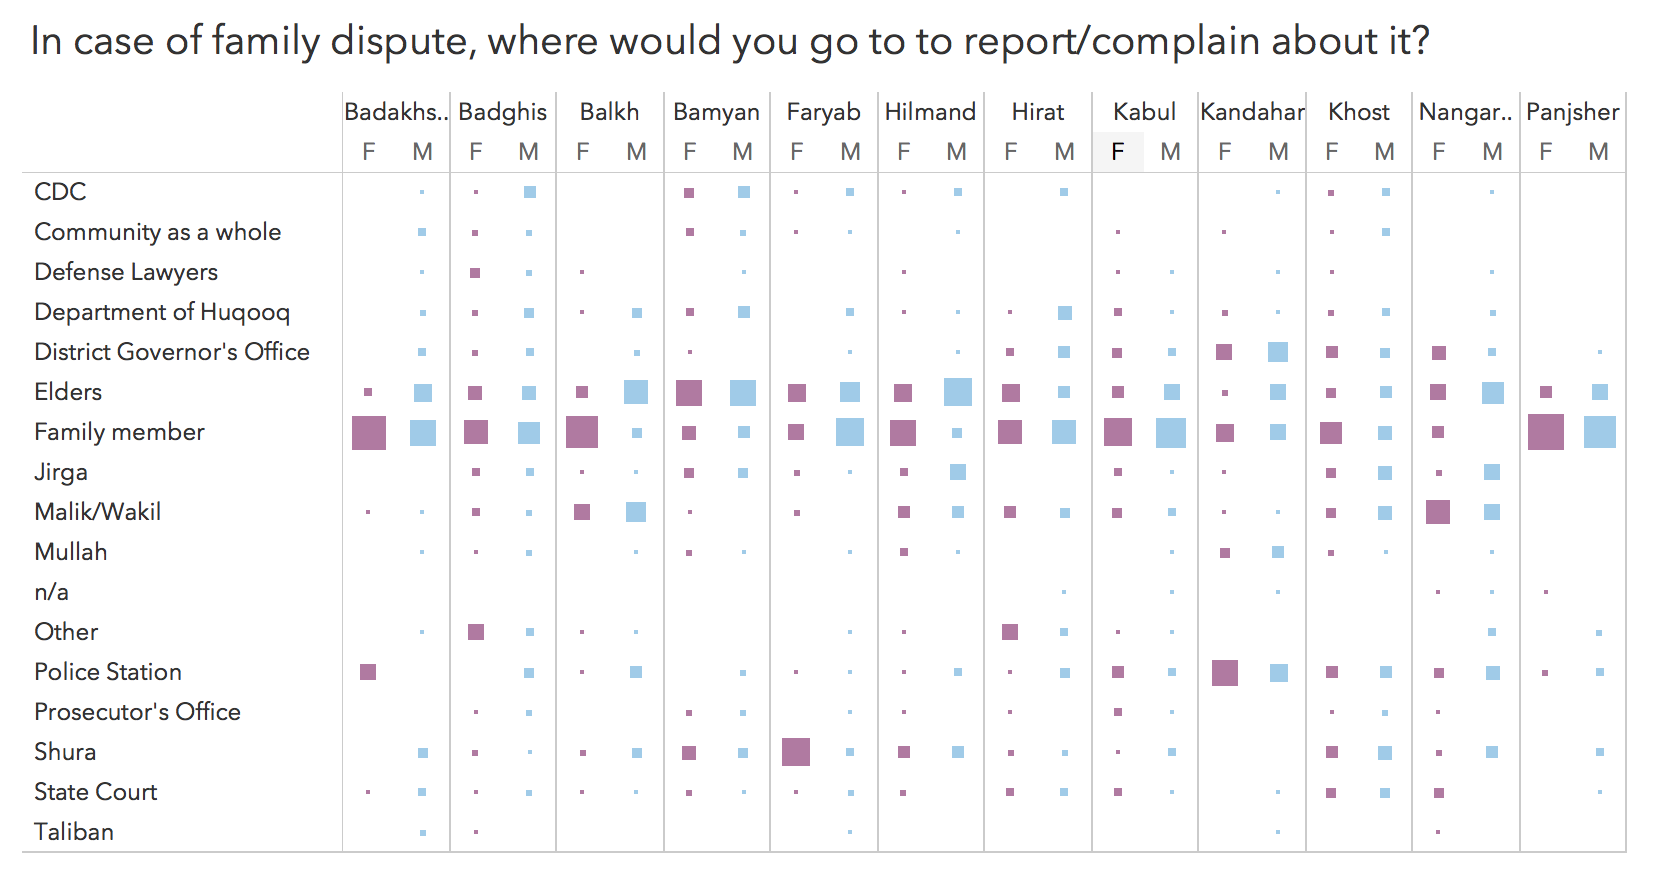 In case of family dispute, where would you go to to report/complain about it?
Badakhs.. Badghis Balkh Bamyan Faryab Hilmand Hirat Kabul Kandahar Khost Nangar.. Panjsher
F M F M F M F M F M F M F M F M F M F M F M F M
CDC
Community as a whole
Defense Lawyers
Department of Huqooq
District Governor's Office
Elders
Family member
Jirga
Malik/Wakil
Mullah
n/a
Other
Police Station
Prosecutor's Office
Shura
State Court
Taliban